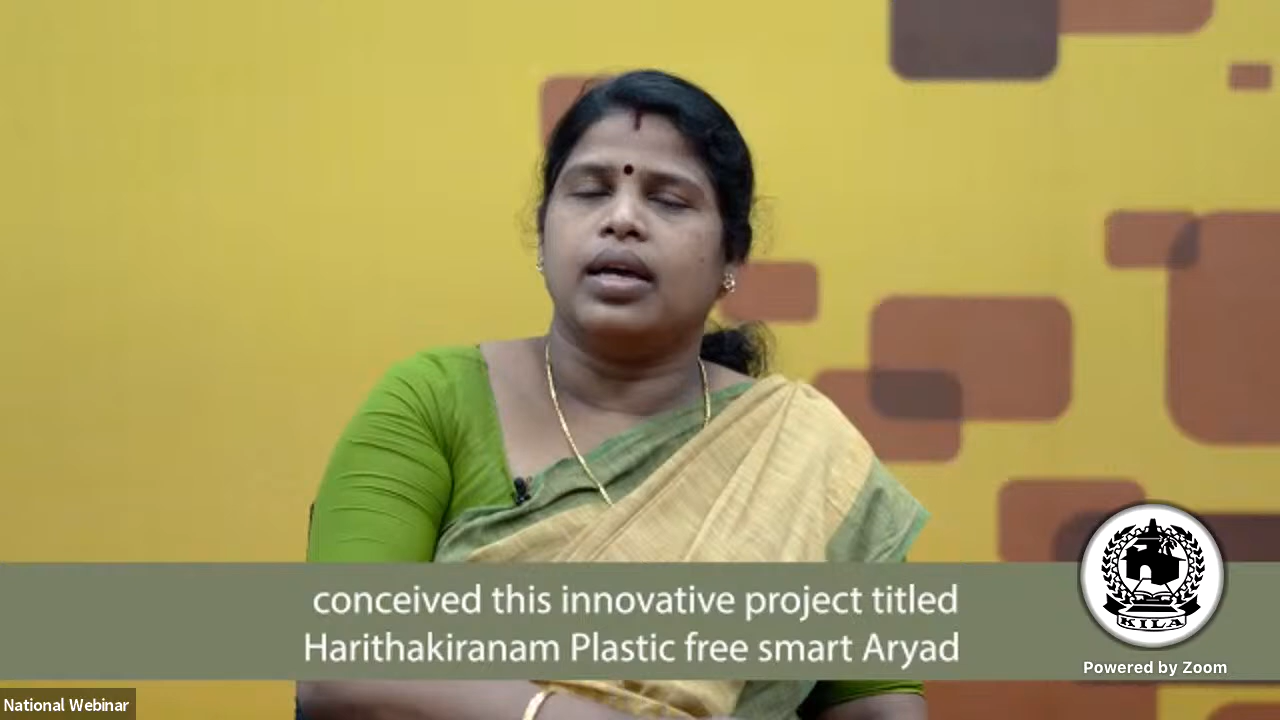 conceived this innovative project titled
Harithakiranam Plastic free smart Aryad
KILA
Powered by Zoom
National Webinar